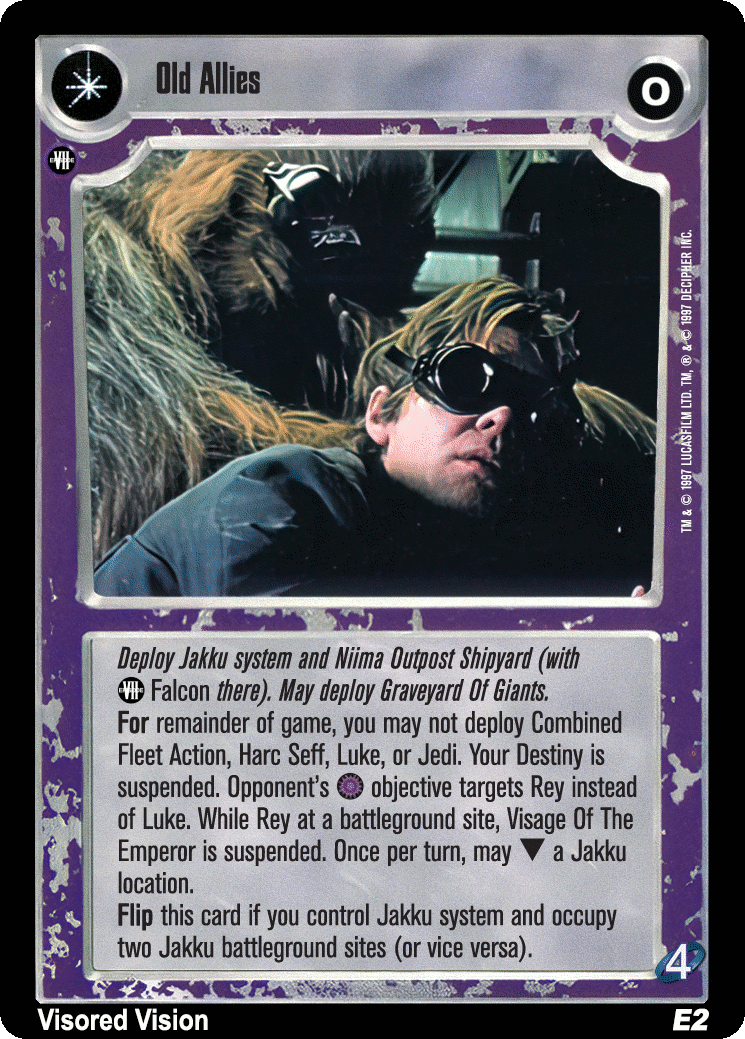 Old Allies
0
EPISODE VII
TM & © 1997 LUCASFILM LTD. TM, ® & © 1997 DECIPHER INC.
Deploy Jakku system and Niima Outpost Shipyard (with
EPISODE VII Falcon there). May deploy Graveyard Of Giants.
For remainder of game, you may not deploy Combined
Fleet Action, Harc Seff, Luke, or Jedi. Your Destiny is
suspended. Opponent's objective targets Rey instead
of Luke. While Rey at a battleground site, Visage Of The
Emperor is suspended. Once per turn, may ▼ a Jakku
location.
Flip this card if you control Jakku system and occupy
two Jakku battleground sites (or vice versa).
4
Visored Vision
E2